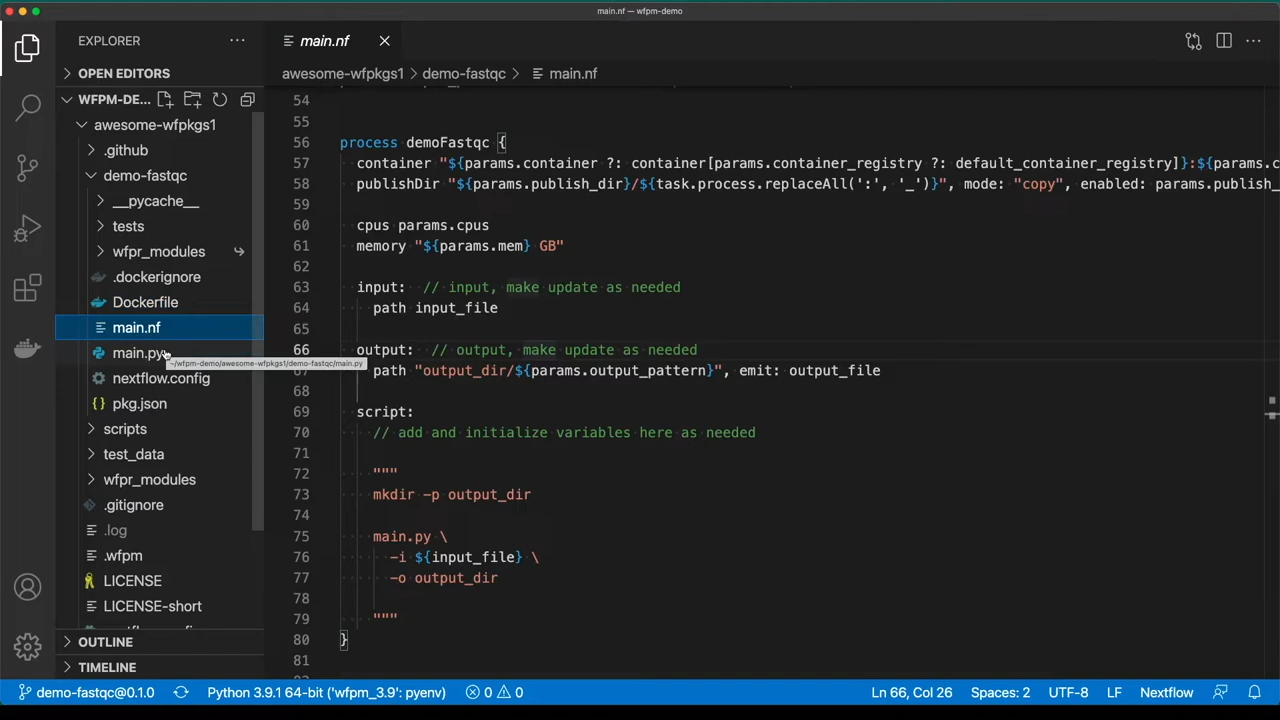 main.nf — wfpm-demo
EXPLORER
OPEN EDITORS
WFPM-DE...
awesome-wfpkgs1
.github
demo-fastqc
__pycache__
tests
wfpr_modules
.dockerignore
Dockerfile
main.nf
main.py
~/wfpm-demo/awesome-wfpkgs1/demo-fastqc/main.py
nextflow.config
pkg.json
scripts
test_data
wfpr_modules
.gitignore
.log
.wfpm
LICENSE
LICENSE-short
OUTLINE
TIMELINE
main.nf
awesome-wfpkgs1 > demo-fastqc > main.nf
54
55
56 process demoFastqc {
57 container "${params.container ?: container[params.container_registry ?: default_container_registry]}:${params.c
58 publishDir "${params.publish_dir}/${task.process.replaceAll(':', '_')}", mode: "copy", enabled: params.publish_
59
60 cpus params.cpus
61 memory "${params.mem} GB"
62
63 input: // input, make update as needed
64 path input_file
65
66 output: // output, make update as needed
67 path "output_dir/${params.output_pattern}", emit: output_file
68
69 script:
70 // add and initialize variables here as needed
71
72 """
73 mkdir -p output_dir
74
75 main.py \
76 -i ${input_file} \
77 -o output_dir
78
79 """
80 }
81
demo-fastqc@0.1.0 Python 3.9.1 64-bit ('wfpm_3.9': pyenv) 0 0 Ln 66, Col 26 Spaces: 2 UTF-8 LF Nextflow